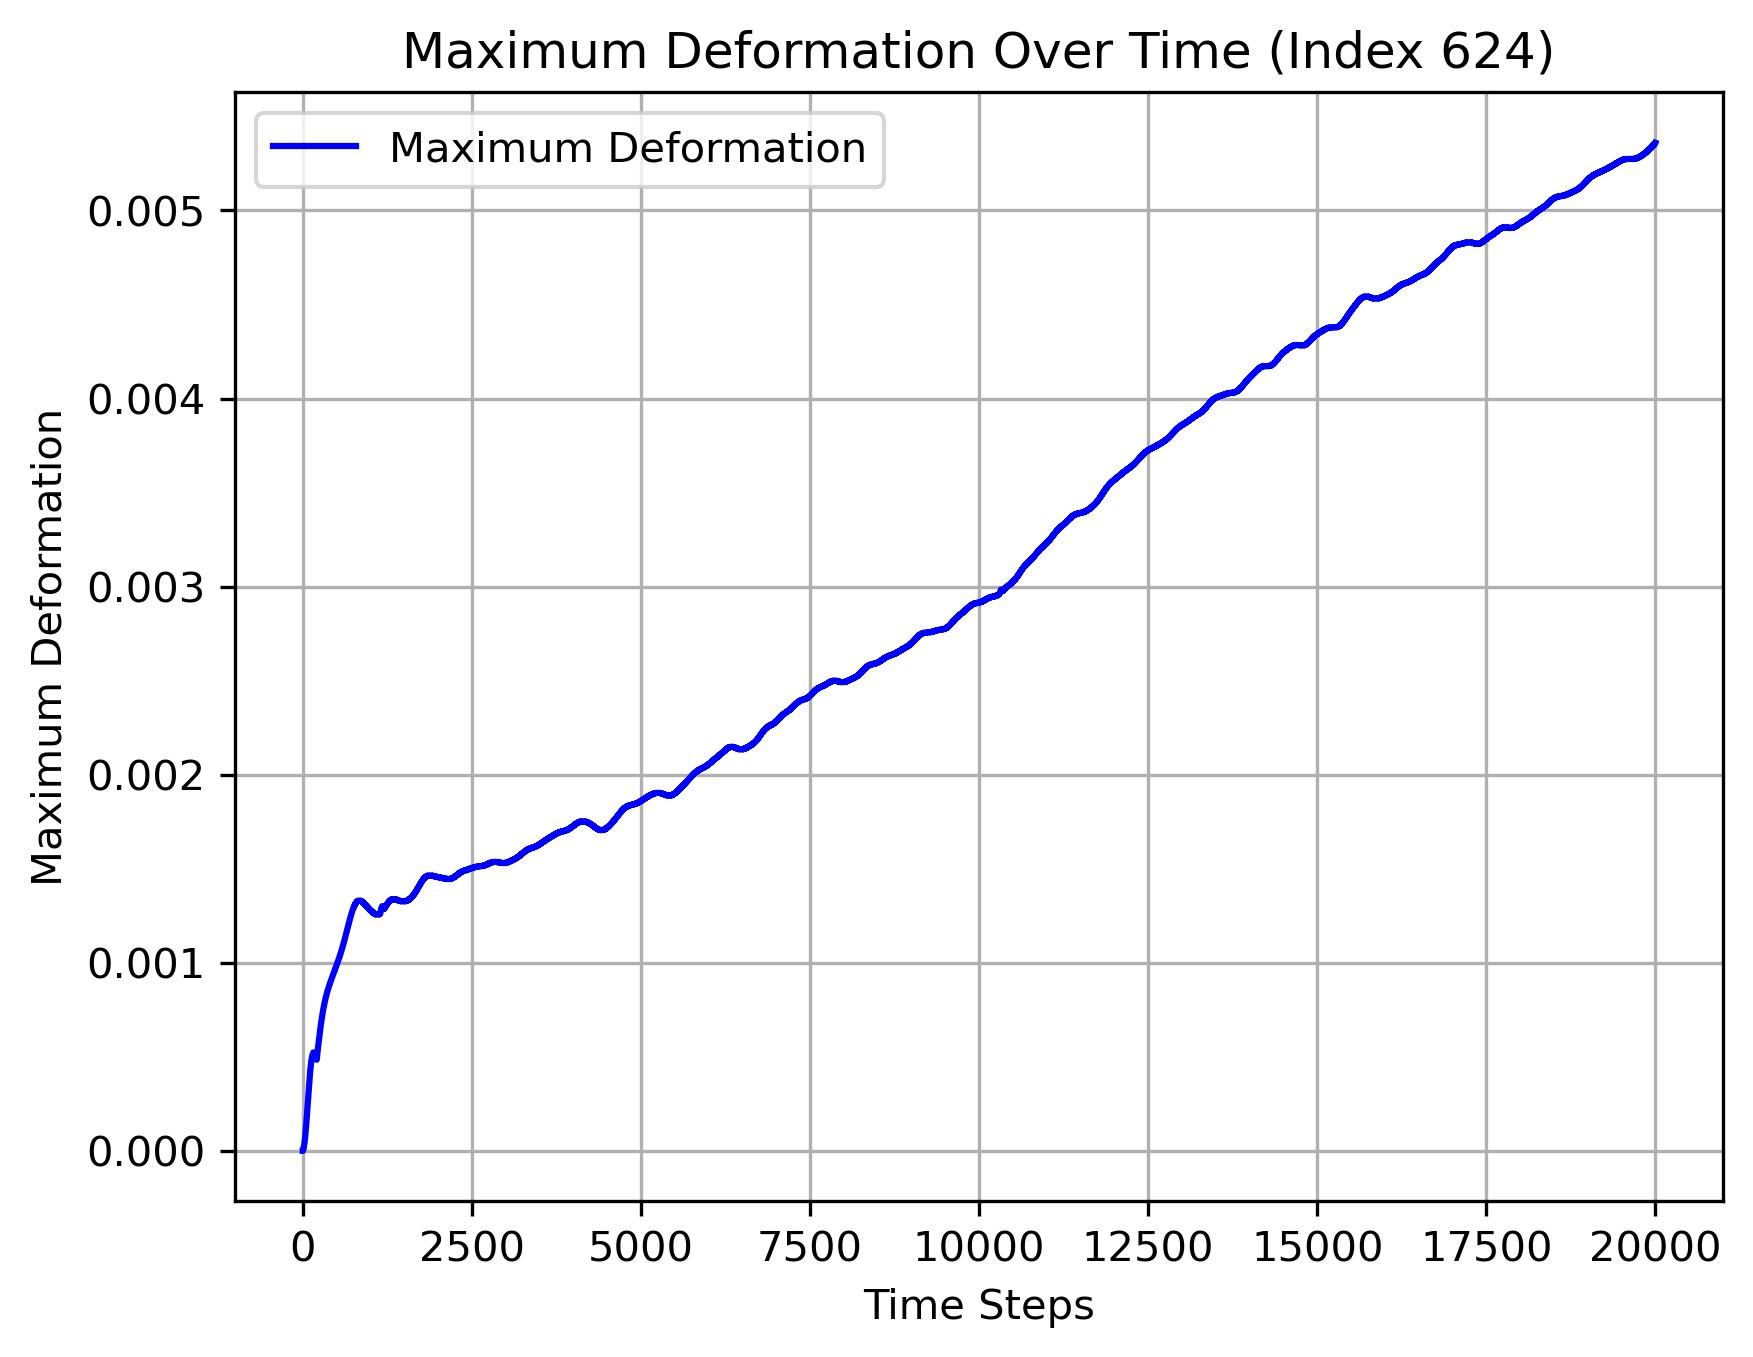 Maximum Deformation Over Time (Index 624)
Maximum Deformation
0.005
0.004
0.003
0.002
0.001
0.000
Maximum Deformation
0 2500 5000 7500 10000 12500 15000 17500 20000
Time Steps